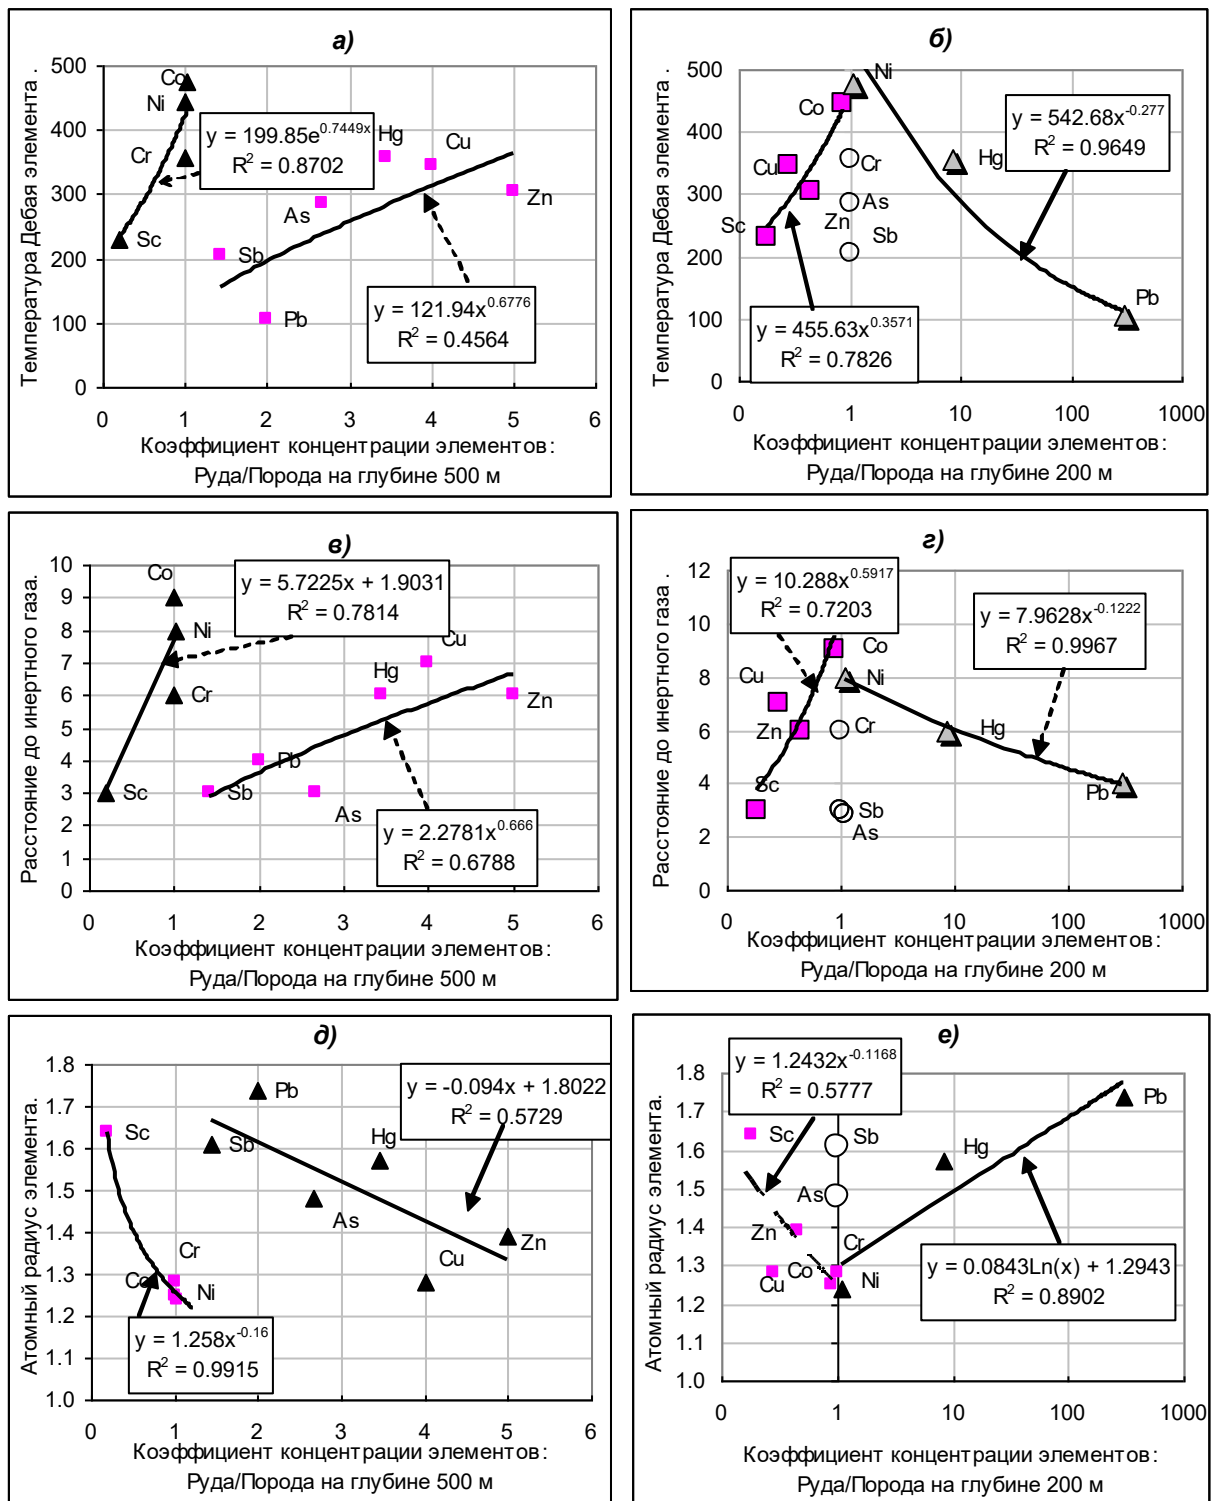 а)
500
400
300
200
100
0
0 1 2 3 4 5 6
Температура Дебая элемента .
Co
Ni
Cr
Sc
Hg
Cu
Zn
As
Sb
Pb
y = 199.85e^0.7449x
R² = 0.8702
y = 121.94x^0.6776
R² = 0.4564
Коэффициент концентрации элементов:
Руда/Порода на глубине 500 м
б)
500
400
300
200
100
0
0 1 10 100 1000
Температура Дебая элемента .
Ni
Co
Cu
Sc
Zn
Cr
As
Sb
Hg
Pb
y = 542.68x^-0.277
R² = 0.9649
y = 455.63x^0.3571
R² = 0.7826
Коэффициент концентрации элементов:
Руда/Порода на глубине 200 м
в)
10
9
8
7
6
5
4
3
2
1
0
0 1 2 3 4 5 6
Расстояние до инертного газа.
Co
Ni
Cr
Sc
Cu
Hg
Zn
Pb
Sb
As
y = 5.7225x + 1.9031
R² = 0.7814
y = 2.2781x^0.666
R² = 0.6788
Коэффициент концентрации элементов:
Руда/Порода на глубине 500 м
г)
12
10
8
6
4
2
0
0 1 10 100 1000
Расстояние до инертного газа .
Co
Cu
Ni
Zn
Cr
Hg
Sc
Pb
Sb
As
y = 10.288x^0.5917
R² = 0.7203
y = 7.9628x^-0.1222
R² = 0.9967
Коэффициент концентрации элементов:
Руда/Порода на глубине 200 м
д)
1.8
1.7
1.6
1.5
1.4
1.3
1.2
1.1
1.0
0 1 2 3 4 5 6
Атомный радиус элемента.
Pb
Sc
Sb
Hg
As
Zn
Cr
Cu
Co
Ni
y = -0.094x + 1.8022
R² = 0.5729
y = 1.258x^-0.16
R² = 0.9915
Коэффициент концентрации элементов:
Руда/Порода на глубине 500 м
е)
1.8
1.7
1.6
1.5
1.4
1.3
1.2
1.1
1.0
0 1 10 100 1000
Атомный радиус элемента.
Pb
Sc
Sb
Hg
As
Zn
Cr
Co
Cu
Ni
y = 1.2432x^-0.1168
R² = 0.5777
y = 0.0843Ln(x) + 1.2943
R² = 0.8902
Коэффициент концентрации элементов:
Руда/Порода на глубине 200 м